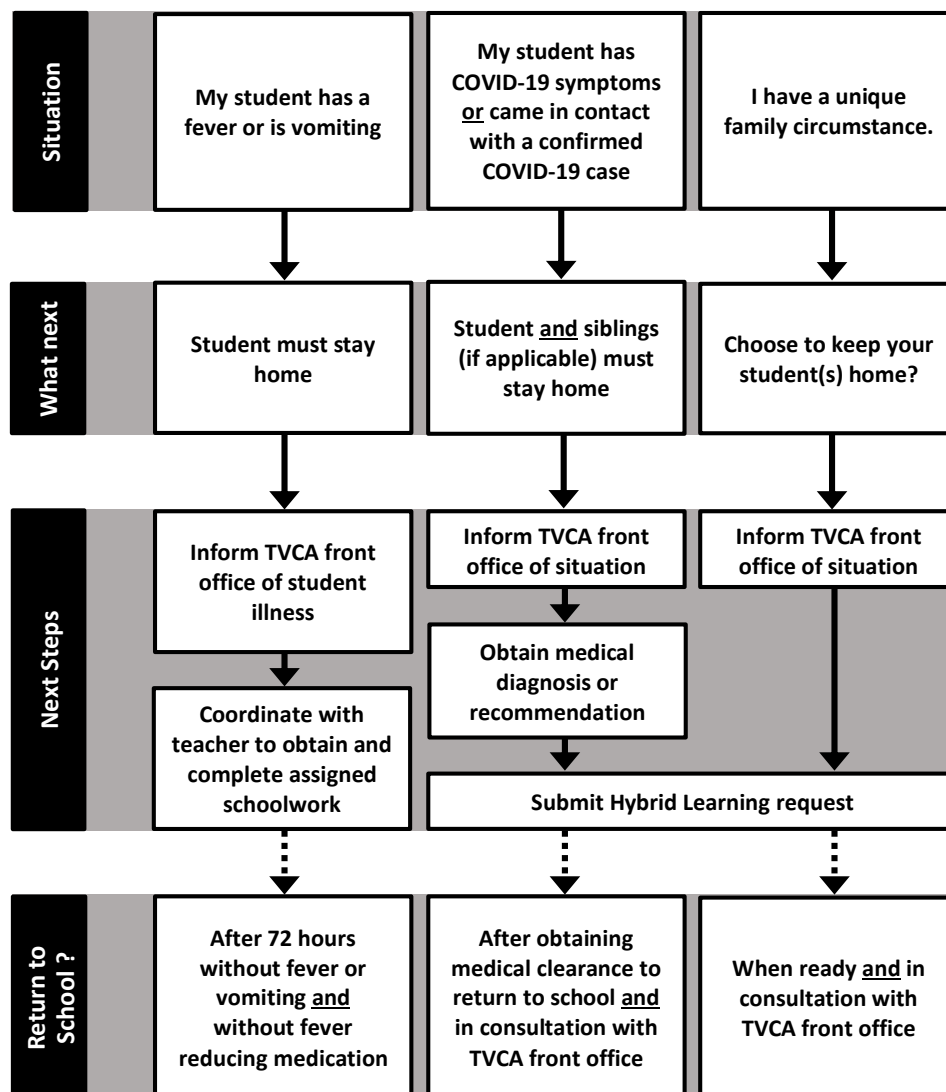 Situation
My student has a
fever or is vomiting
My student has
COVID-19 symptoms
or came in contact
with a confirmed
COVID-19 case
I have a unique
family circumstance.
What next
Student must stay
home
Student and siblings
(if applicable) must
stay home
Choose to keep your
student(s) home?
Next Steps
Inform TVCA front
office of student
illness
Coordinate with
teacher to obtain and
complete assigned
schoolwork
Inform TVCA front
office of situation
Obtain medical
diagnosis or
recommendation
Inform TVCA front
office of situation
Submit Hybrid Learning request
Return to
School ?
After 72 hours
without fever or
vomiting and
without fever
reducing medication
After obtaining
medical clearance to
return to school and
in consultation with
TVCA front office
When ready and in
consultation with
TVCA front office